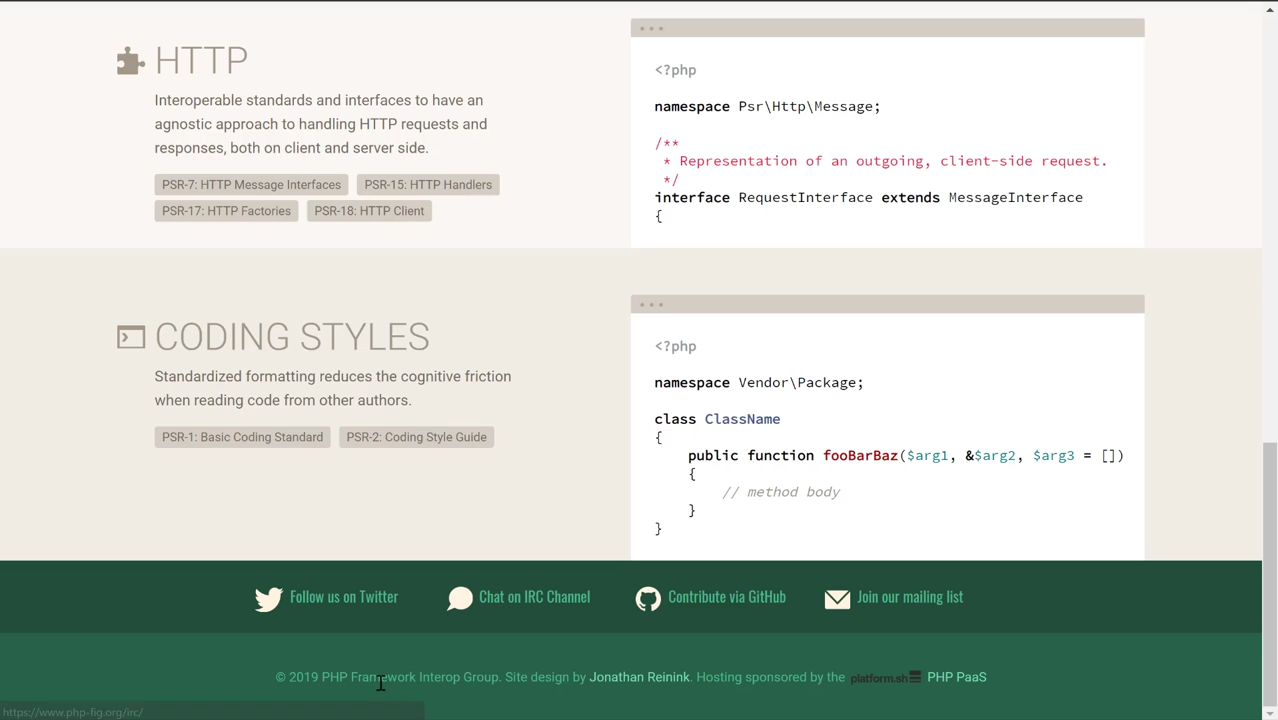 HTTP
Interoperable standards and interfaces to have an
agnostic approach to handling HTTP requests and
responses, both on client and server side.
PSR-7: HTTP Message Interfaces
PSR-15: HTTP Handlers
PSR-17: HTTP Factories
PSR-18: HTTP Client
<?php
namespace Psr\Http\Message;
/**
* Representation of an outgoing, client-side request.
*/
interface RequestInterface extends MessageInterface
{
CODING STYLES
Standardized formatting reduces the cognitive friction
when reading code from other authors.
PSR-1: Basic Coding Standard
PSR-2: Coding Style Guide
<?php
namespace Vendor\Package;
class ClassName
{
public function fooBarBaz($arg1, &$arg2, $arg3 = [])
{
// method body
}
}
Follow us on Twitter
Chat on IRC Channel
Contribute via GitHub
Join our mailing list
© 2019 PHP Framework Interop Group. Site design by Jonathan Reinink. Hosting sponsored by the platform.sh PHP PaaS
https://www.php-fig.org/irc/